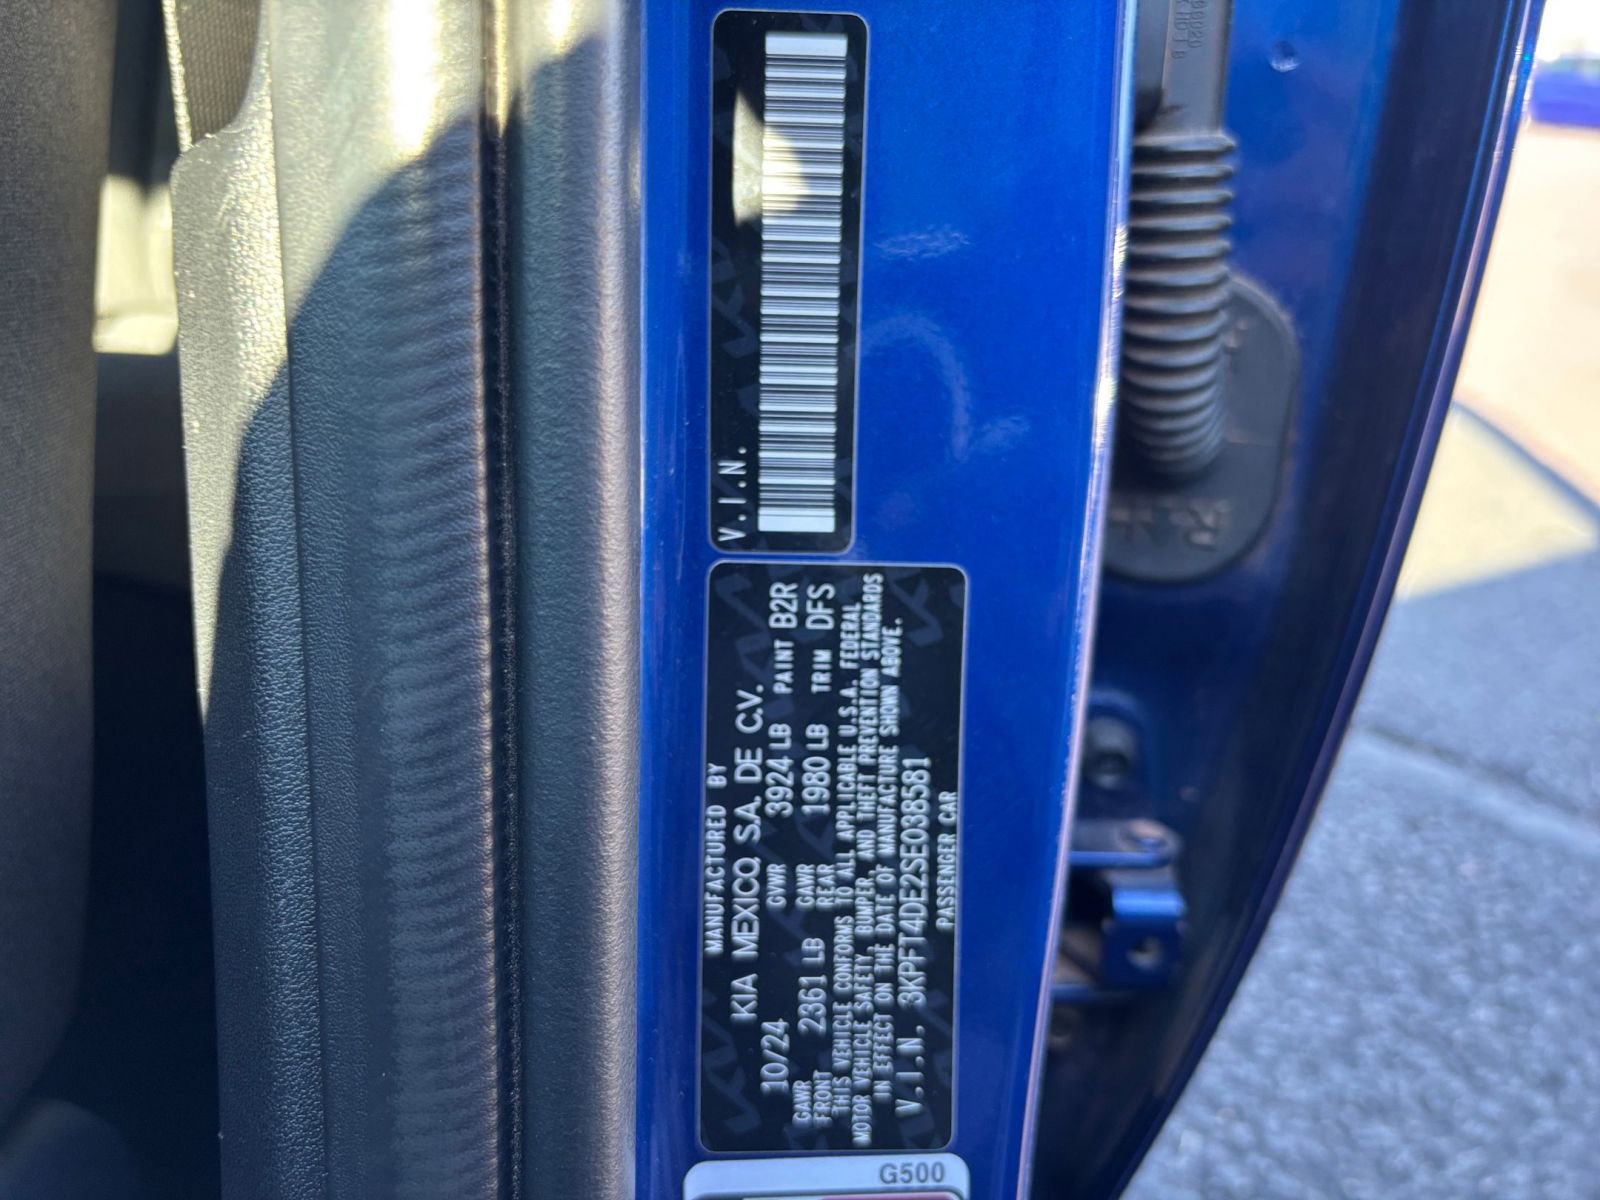 V.I.N.
MANUFACTURED BY
KIA MEXICO, S.A. DE C.V.
10/24 GVWR 3924 LB PAINT B2R
GAWR FRONT 2361 LB GAWR REAR 1980 LB TRIM DFS
THIS VEHICLE CONFORMS TO ALL APPLICABLE U.S.A. FEDERAL
MOTOR VEHICLE SAFETY, BUMPER, AND THEFT PREVENTION STANDARDS
IN EFFECT ON THE DATE OF MANUFACTURE SHOWN ABOVE.
V.I.N. 3KPFT4DE2SE038581
PASSENGER CAR
G500